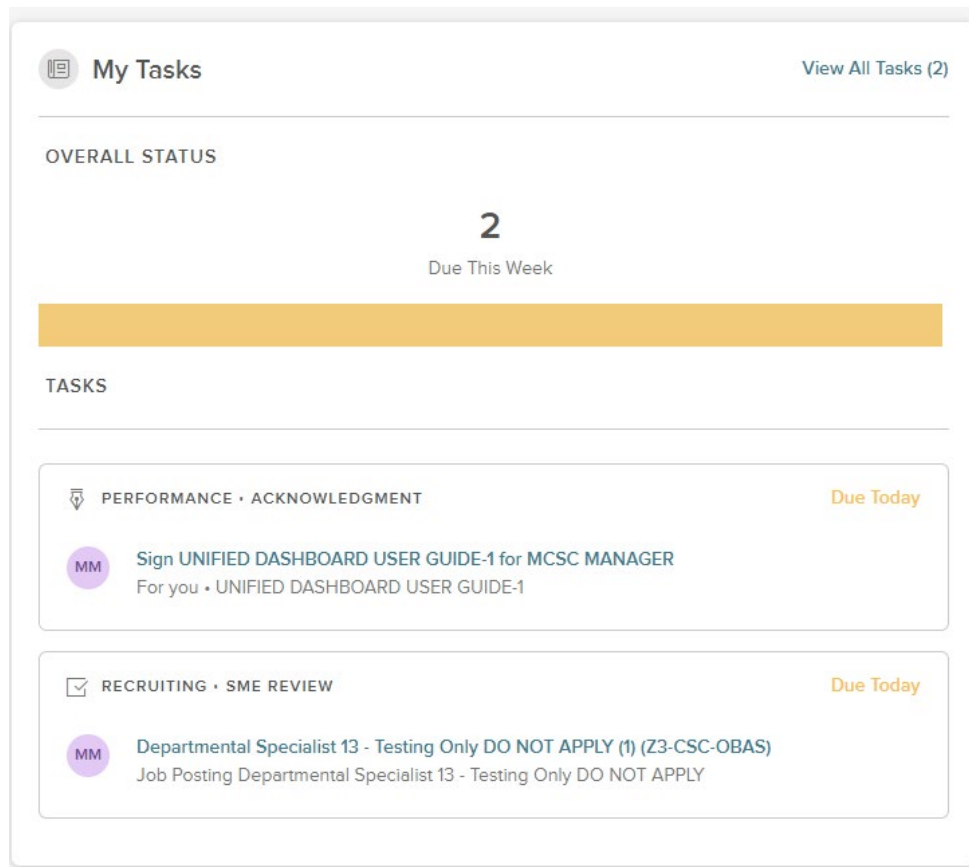 My Tasks
View All Tasks (2)
OVERALL STATUS
2
Due This Week
TASKS
PERFORMANCE • ACKNOWLEDGMENT
Due Today
MM
Sign UNIFIED DASHBOARD USER GUIDE-1 for MCSC MANAGER
For you • UNIFIED DASHBOARD USER GUIDE-1
RECRUITING • SME REVIEW
Due Today
MM
Departmental Specialist 13 - Testing Only DO NOT APPLY (1) (Z3-CSC-OBAS)
Job Posting Departmental Specialist 13 - Testing Only DO NOT APPLY